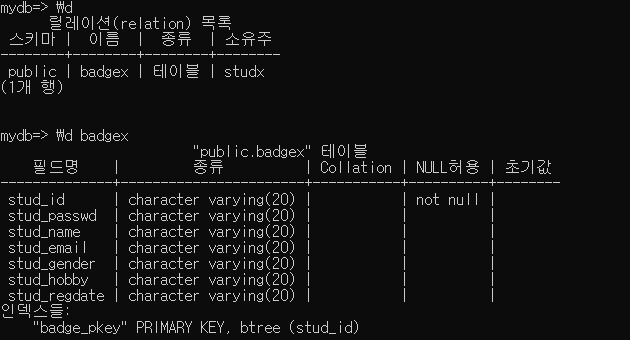 mydb=> ₩d
릴레이션(relation) 목록
스키마 | 이름 | 종류 | 소유주
--------+--------+--------+--------
public | badgex | 테이블 | studx
(1개 행)
mydb=> ₩d badgex
"public.badgex" 테이블
필드명 | 종류 | Collation | NULL허용 | 초기값
--------------+-----------------------+-----------+----------+--------
stud_id | character varying(20) | | not null |
stud_passwd | character varying(20) | | |
stud_name | character varying(20) | | |
stud_email | character varying(20) | | |
stud_gender | character varying(20) | | |
stud_hobby | character varying(20) | | |
stud_regdate | character varying(20) | | |
인덱스들:
"badge_pkey" PRIMARY KEY, btree (stud_id)